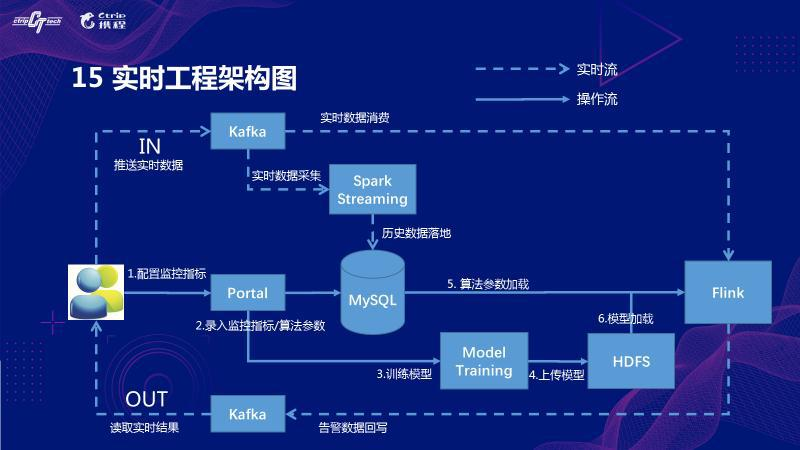 ctrip tech
Ctrip
携程
15 实时工程架构图
实时流
操作流
Kafka
实时数据消费
IN
推送实时数据
实时数据采集
Spark
Streaming
历史数据落地
1.配置监控指标
Portal
MySQL
5. 算法参数加载
Flink
2.录入监控指标/算法参数
6.模型加载
Model
Training
HDFS
3.训练模型
4.上传模型
OUT
Kafka
读取实时结果
告警数据回写